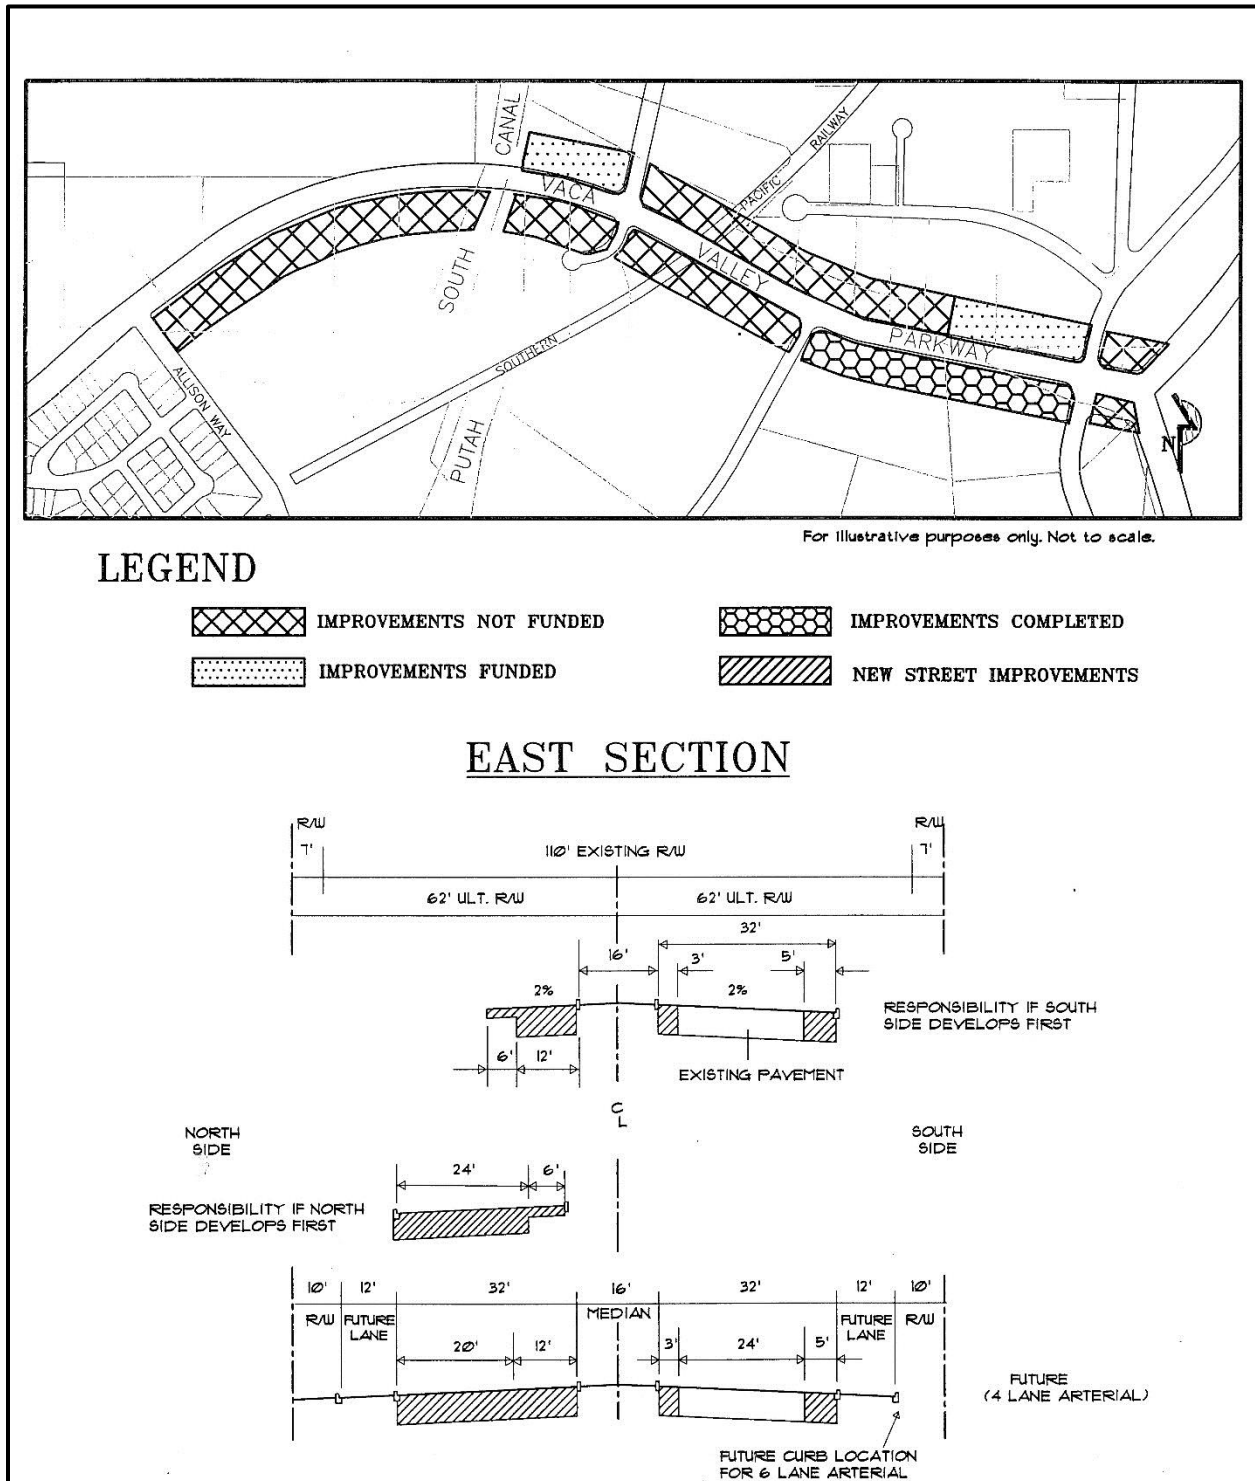 CANAL
RAILWAY
PACIFIC
VACA
VALLEY
PARKWAY
SOUTH
SOUTHERN
PUTAH
ALLISON WAY
N
For illustrative purposes only. Not to scale.
LEGEND
IMPROVEMENTS NOT FUNDED
IMPROVEMENTS COMPLETED
IMPROVEMENTS FUNDED
NEW STREET IMPROVEMENTS
EAST SECTION
R/W R/W
7' 110' EXISTING R/W 7'
62' ULT. R/W 62' ULT. R/W
32'
16' 3' 5'
2% 2%
RESPONSIBILITY IF SOUTH
SIDE DEVELOPS FIRST
6' 12'
EXISTING PAVEMENT
CL
NORTH
SIDE
SOUTH
SIDE
24' 6'
RESPONSIBILITY IF NORTH
SIDE DEVELOPS FIRST
10' 12' 32' 16' 32' 12' 10'
R/W FUTURE MEDIAN FUTURE R/W
LANE LANE
20' 12' 3' 24' 5'
FUTURE
(4 LANE ARTERIAL)
FUTURE CURB LOCATION
FOR 6 LANE ARTERIAL